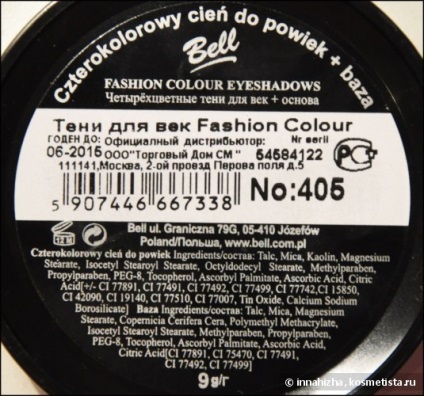 Czterokolorowy cień do powiek + baza
Bell
FASHION COLOUR EYESHADOWS
Четырёхцветные тени для век + основа
Тени для век Fashion Colour
ГОДЕН ДО: Официалный дистрибьютор: Nr serii
06-2016 ООО"Торговый Дом СМ" 54584122
111141,Москва, 2-ой проезд Перова поля д.5
No:405
5 907446 667338
Bell ul. Graniczna 79G, 05-410 Józefów
Poland/Польша, www.bell.com.pl
12 M
Czterokolorowy cień do powiek Ingredients/состав: Talc, Mica, Kaolin, Magnesium
Stearate, Isocetyl Stearoyl Stearate, Octyldodecyl Stearate, Methylparaben,
Propylparaben, PEG-8, Tocopherol, Ascorbyl Palmitate, Ascorbic Acid, Citric
Acid[+/- CI 77891, CI 77491, CI 77492, CI 77499, CI 77742,CI 15850,
CI 42090, CI 19140, CI 77510, CI 77007, Tin Oxide, Calcium Sodium
Borosilicate] Baza Ingredients/состав: Talc, Mica, Magnesium
Stearate, Copernicia Cerifera Cera, Polymethyl Methacrylate,
Isocetyl Stearoyl Stearate, Methylparaben, Propylparaben,
PEG-8, Tocopherol, Ascorbyl Palmitate, Ascorbic Acid,
Citric Acid[CI 77891, CI 75470, CI 77491,
CI 77492, CI 77499]
9g/г
© innahizha, kosmetista.ru